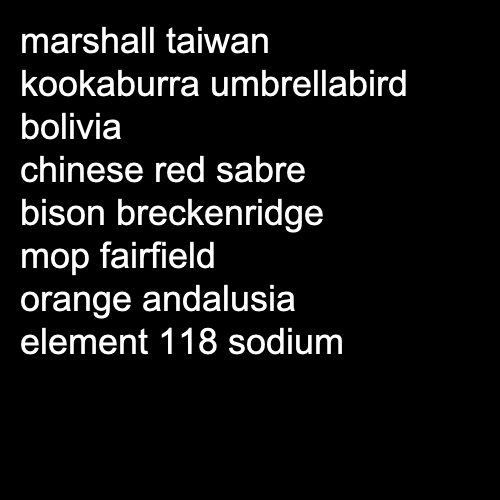 marshall taiwan
kookaburra umbrellabird
bolivia
chinese red sabre
bison breckenridge
mop fairfield
orange andalusia
element 118 sodium